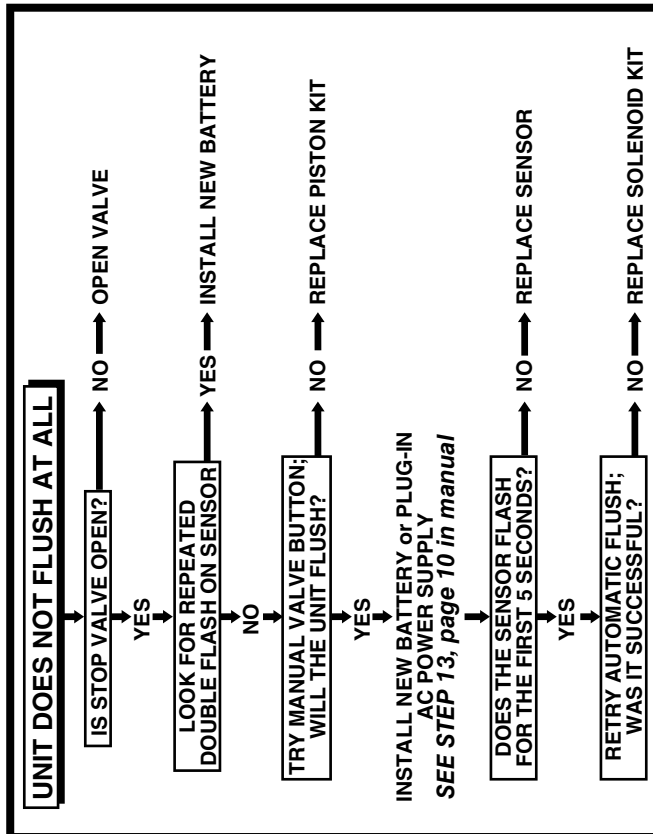 UNIT DOES NOT FLUSH AT ALL
IS STOP VALVE OPEN?
NO
OPEN VALVE
YES
LOOK FOR REPEATED
DOUBLE FLASH ON SENSOR
YES
INSTALL NEW BATTERY
NO
TRY MANUAL VALVE BUTTON;
WILL THE UNIT FLUSH?
NO
REPLACE PISTON KIT
YES
INSTALL NEW BATTERY or PLUG-IN
AC POWER SUPPLY
SEE STEP 13, page 10 in manual
DOES THE SENSOR FLASH
FOR THE FIRST 5 SECONDS?
NO
REPLACE SENSOR
YES
RETRY AUTOMATIC FLUSH;
WAS IT SUCCESSFUL?
NO
REPLACE SOLENOID KIT